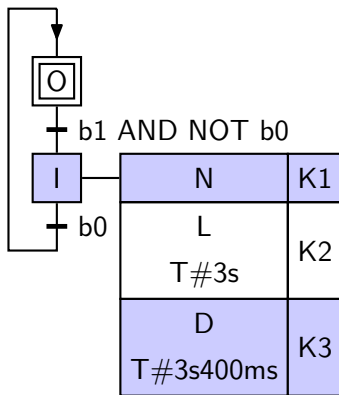 O
b1 AND NOT b0
I N K1
L
T#3s
K2
b0
D
T#3s400ms
K3